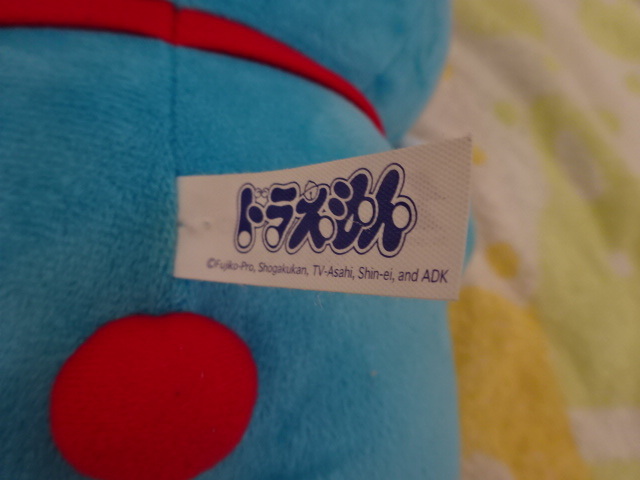 ドラえもん
©Fujiko-Pro, Shogakukan, TV-Asahi, Shin-ei, and ADK